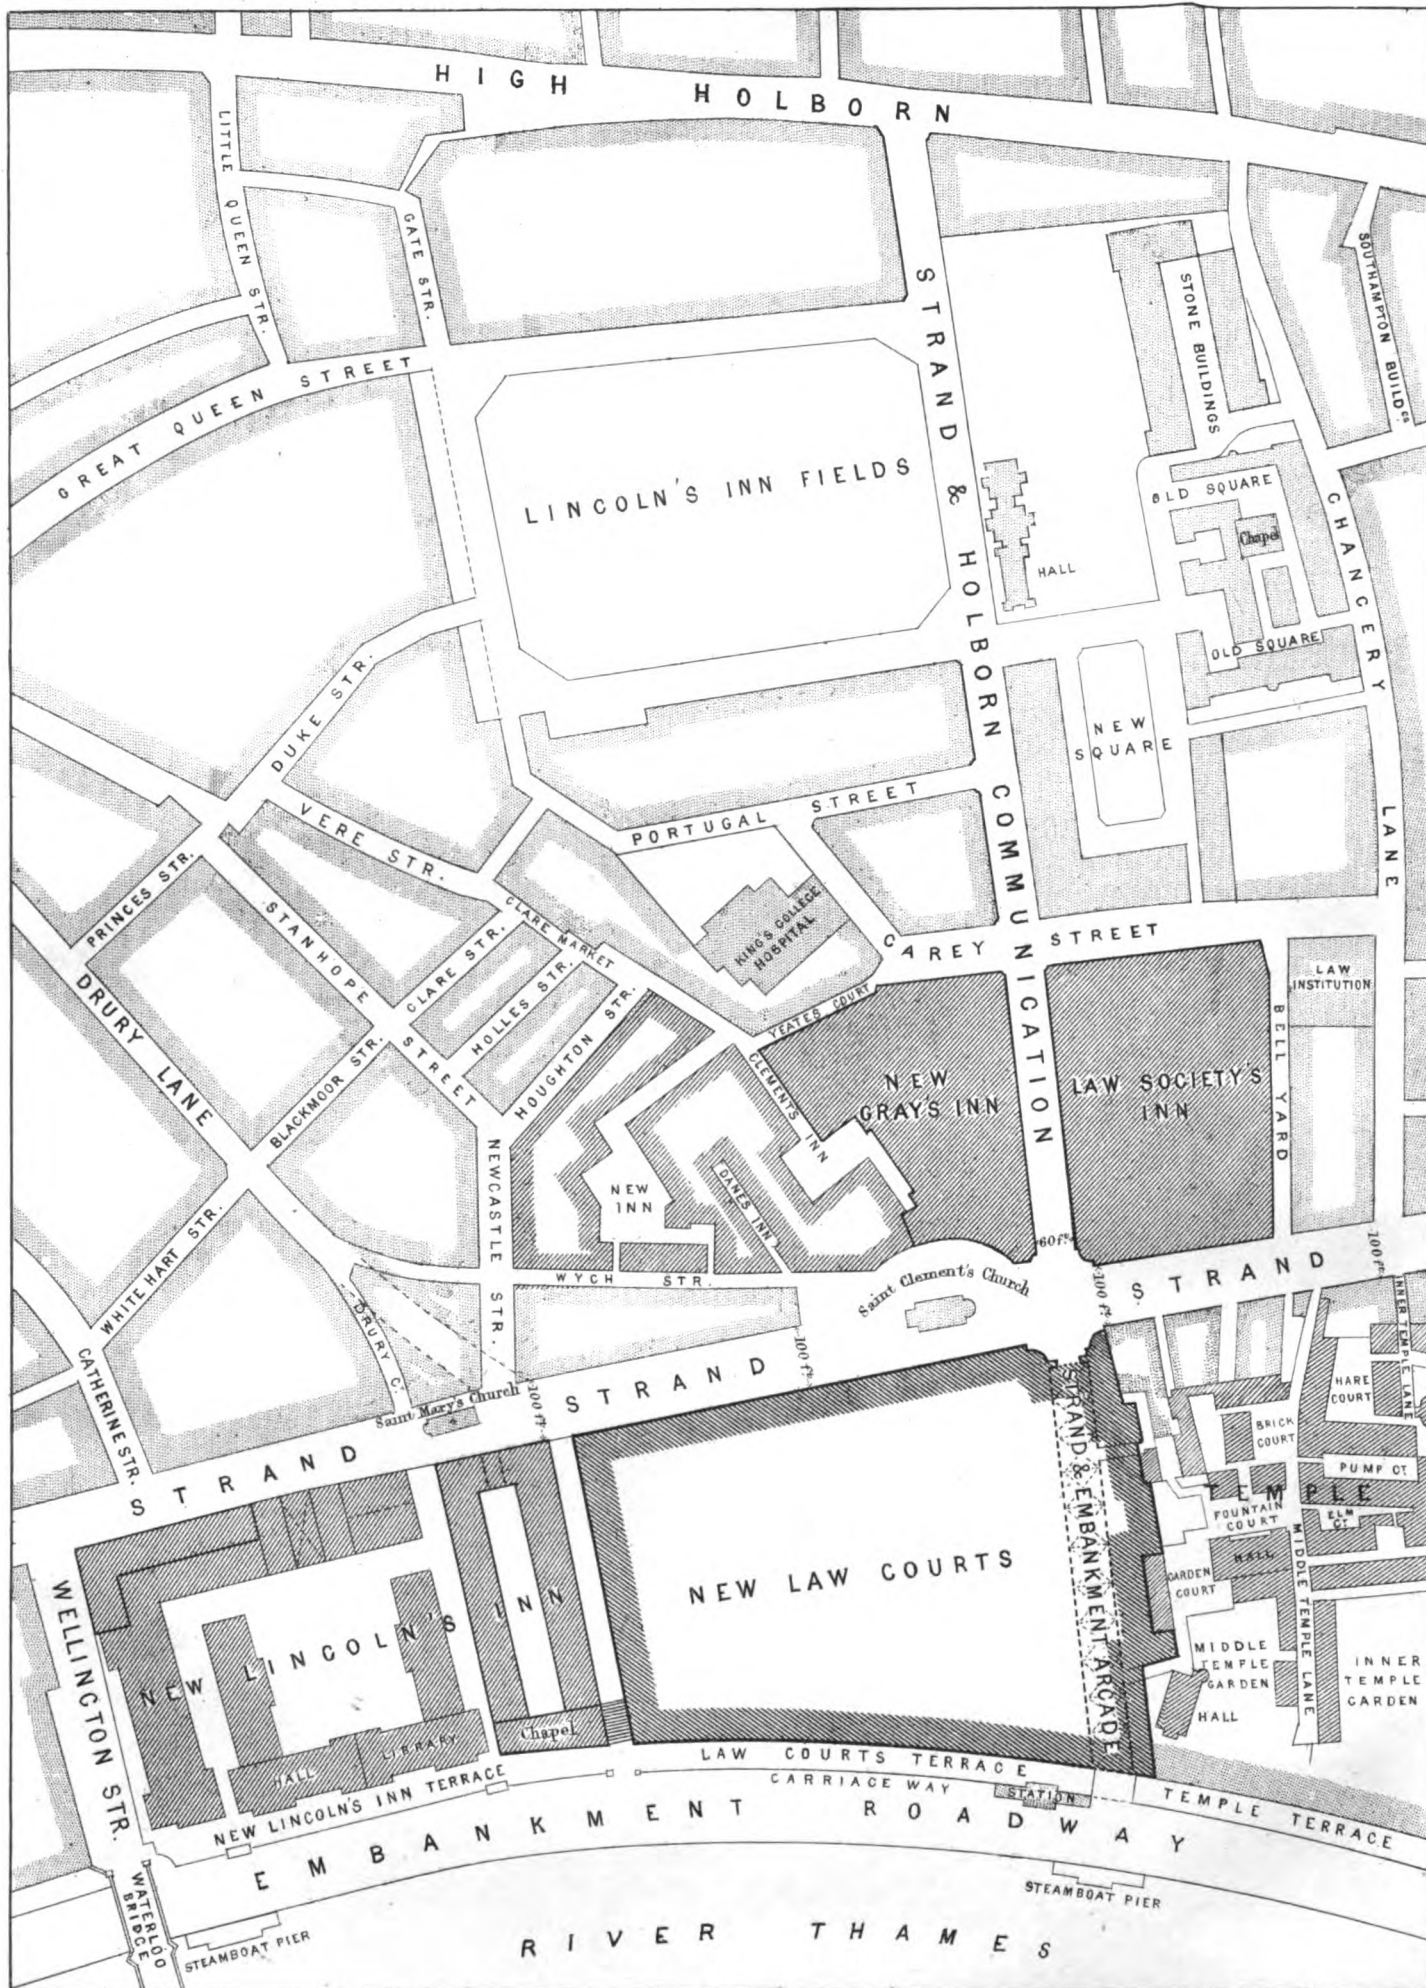 HIGH HOLBORN
LITTLE QUEEN STR.
GATE STR.
GREAT QUEEN STREET
STRAND & HOLBORN COMMUNICATION
STONE BUILDINGS
SOUTHAMPTON BUILD.GS
LINCOLN'S INN FIELDS
OLD SQUARE
Chapel
HALL
CHANCERY LANE
OLD SQUARE
DUKE STR.
NEW
SQUARE
VERE STR.
PORTUGAL STREET
PRINCES STR.
STANHOPE STREET
CLARE MARKET
CLARE STR.
KING'S COLLEGE
HOSPITAL
CAREY STREET
HOLLES STR.
HOUGHTON STR.
DRURY LANE
BLACKMOOR STR.
YEATES COURT
LAW
INSTITUTION
BELL YARD
CLEMENTS INN
NEW
GRAY'S INN
LAW SOCIETY'S
INN
NEWCASTLE STR.
NEW
INN
DANES INN
WHITE HART STR.
WYCH STR.
DRURY C.
60 ft.
100 ft.
100 ft.
STRAND
Saint Clement's Church
INNER TEMPLE LANE
CATHERINE STR.
Saint Mary's Church
100 ft.
STRAND
100 ft.
STRAND
HARE
COURT
BRICK
COURT
PUMP CT.
TEMPLE
FOUNTAIN
COURT
ELM
CT.
HALL
GARDEN
COURT
MIDDLE TEMPLE LANE
STRAND & EMBANKMENT ARCADE
NEW LAW COURTS
WELLINGTON STR.
NEW LINCOLN'S INN
MIDDLE
TEMPLE
GARDEN
HALL
INNER
TEMPLE
GARDEN
Chapel
LIBRARY
HALL
LAW COURTS TERRACE
CARRIAGE WAY
STATION
NEW LINCOLN'S INN TERRACE
TEMPLE TERRACE
EMBANKMENT ROADWAY
WATERLOO
BRIDGE
STEAMBOAT PIER
STEAMBOAT PIER
RIVER THAMES